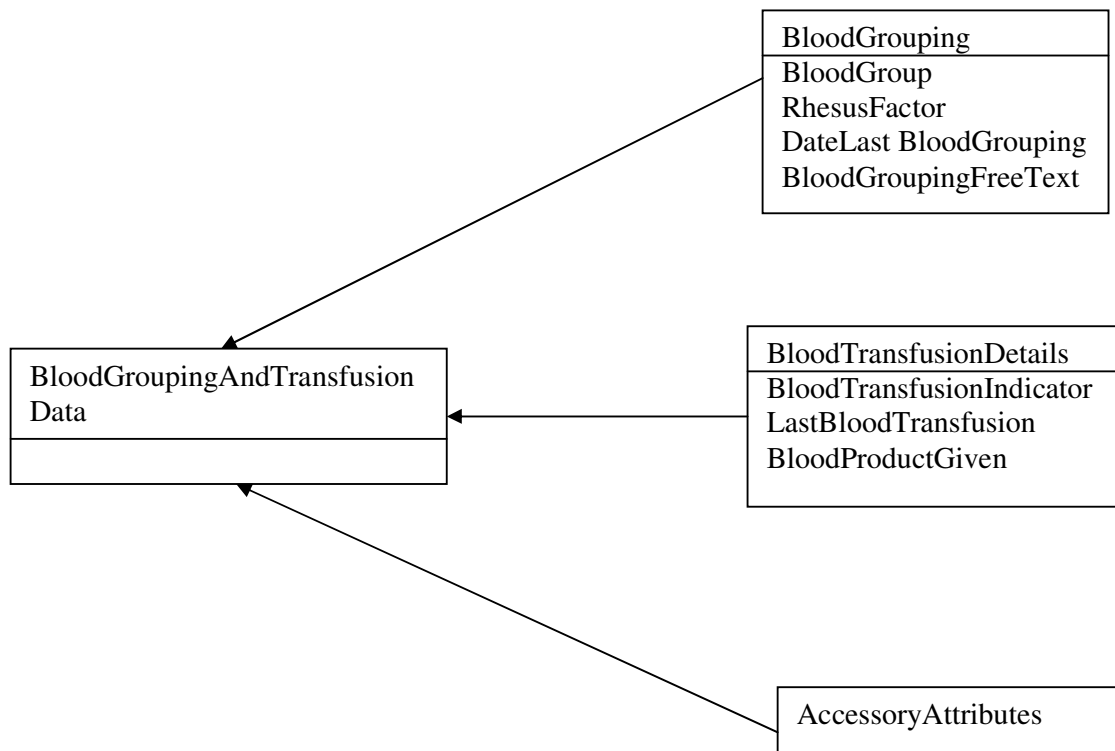 BloodGrouping
BloodGroup
RhesusFactor
DateLast BloodGrouping
BloodGroupingFreeText
BloodGroupingAndTransfusion
Data
BloodTransfusionDetails
BloodTransfusionIndicator
LastBloodTransfusion
BloodProductGiven
AccessoryAttributes